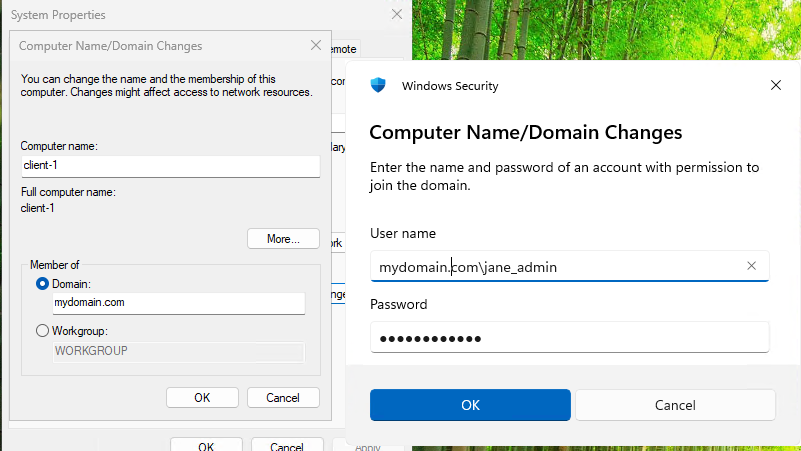 System Properties
Computer Name/Domain Changes
emote
You can change the name and the membership of this
computer. Changes might affect access to network resources.
Computer name:
client-1
Full computer name:
client-1
More...
Member of
Domain:
mydomain.com
Workgroup:
WORKGROUP
OK
Cancel
OK
Cancel
Apply
Windows Security
Computer Name/Domain Changes
Enter the name and password of an account with permission to
join the domain.
User name
mydomain.com\jane_admin
Password
●●●●●●●●●●●●
OK
Cancel